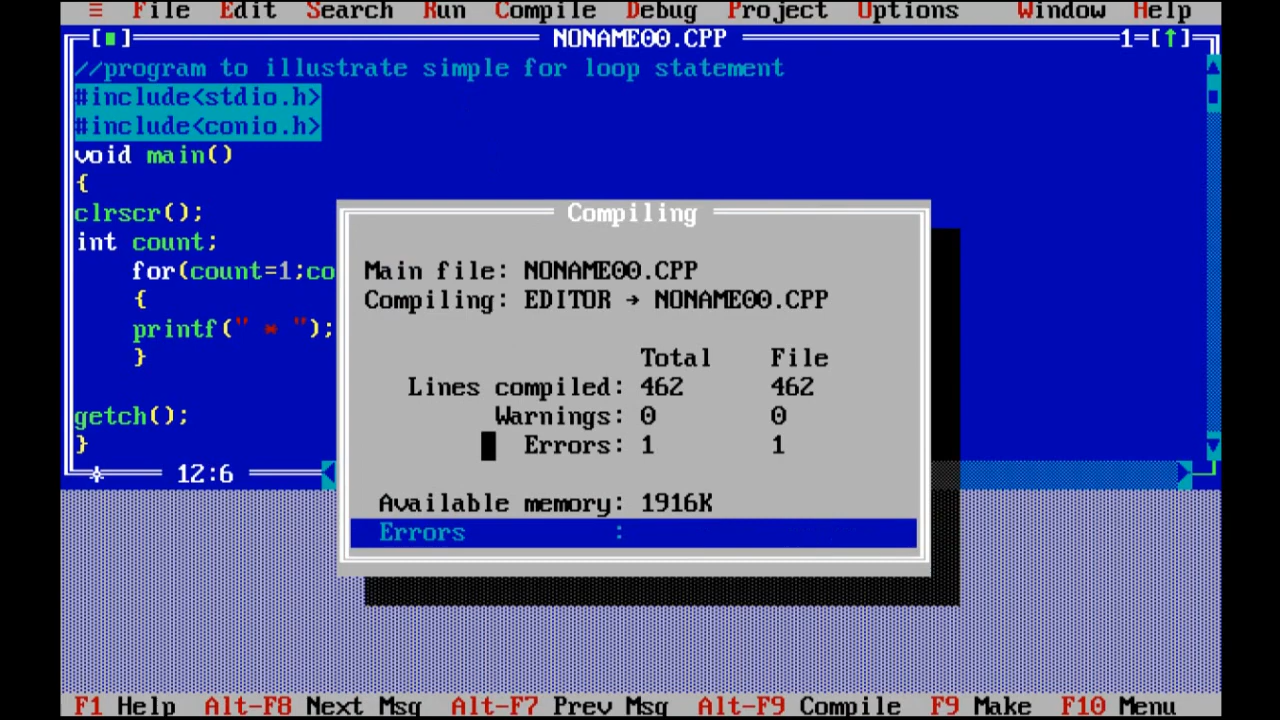 ≡ File Edit Search Run Compile Debug Project Options Window Help
[■] NONAME00.CPP 1=[↑]
//program to illustrate simple for loop statement
#include<stdio.h>
#include<conio.h>
void main()
{
clrscr();
int count;
for(count=1;co
{
printf(" * ");
}
getch();
}
12:6
Compiling
Main file: NONAME00.CPP
Compiling: EDITOR → NONAME00.CPP
Total File
Lines compiled: 462 462
Warnings: 0 0
Errors: 1 1
Available memory: 1916K
Errors :
F1 Help Alt-F8 Next Msg Alt-F7 Prev Msg Alt-F9 Compile F9 Make F10 Menu